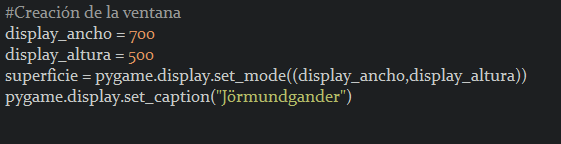 #Creación de la ventana
display_ancho = 700
display_altura = 500
superficie = pygame.display.set_mode((display_ancho,display_altura))
pygame.display.set_caption("Jörmundgander")